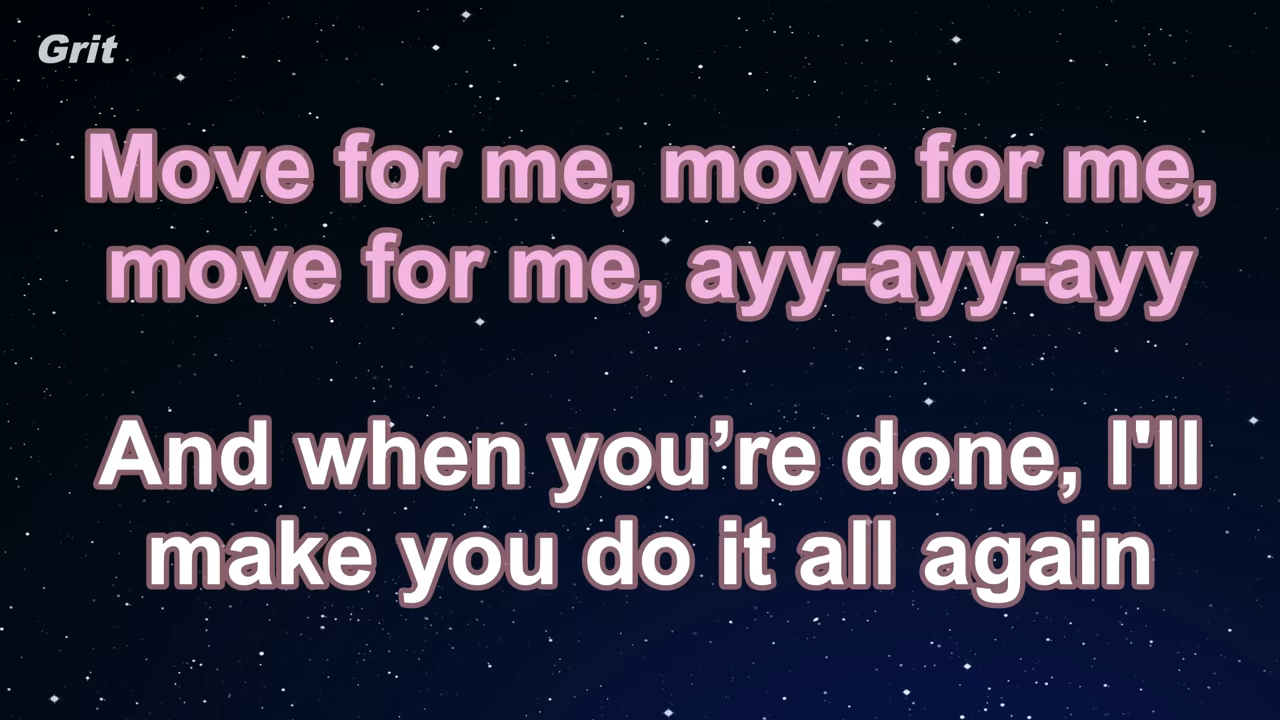 Grit
Move for me, move for me,
move for me, ayy-ayy-ayy
And when you’re done, I'll
make you do it all again